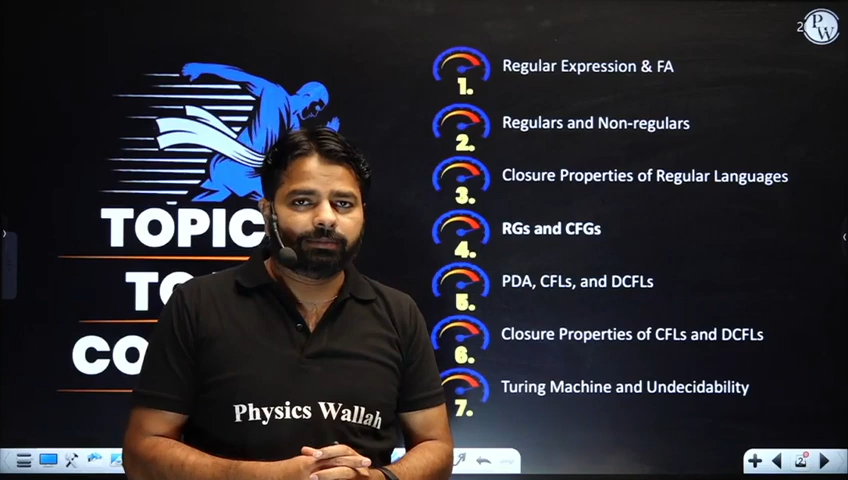 2
PW
1. Regular Expression & FA
2. Regulars and Non-regulars
3. Closure Properties of Regular Languages
4. RGs and CFGs
5. PDA, CFLs, and DCFLs
6. Closure Properties of CFLs and DCFLs
7. Turing Machine and Undecidability
TOPIC
TO
CO
Physics Wallah
2